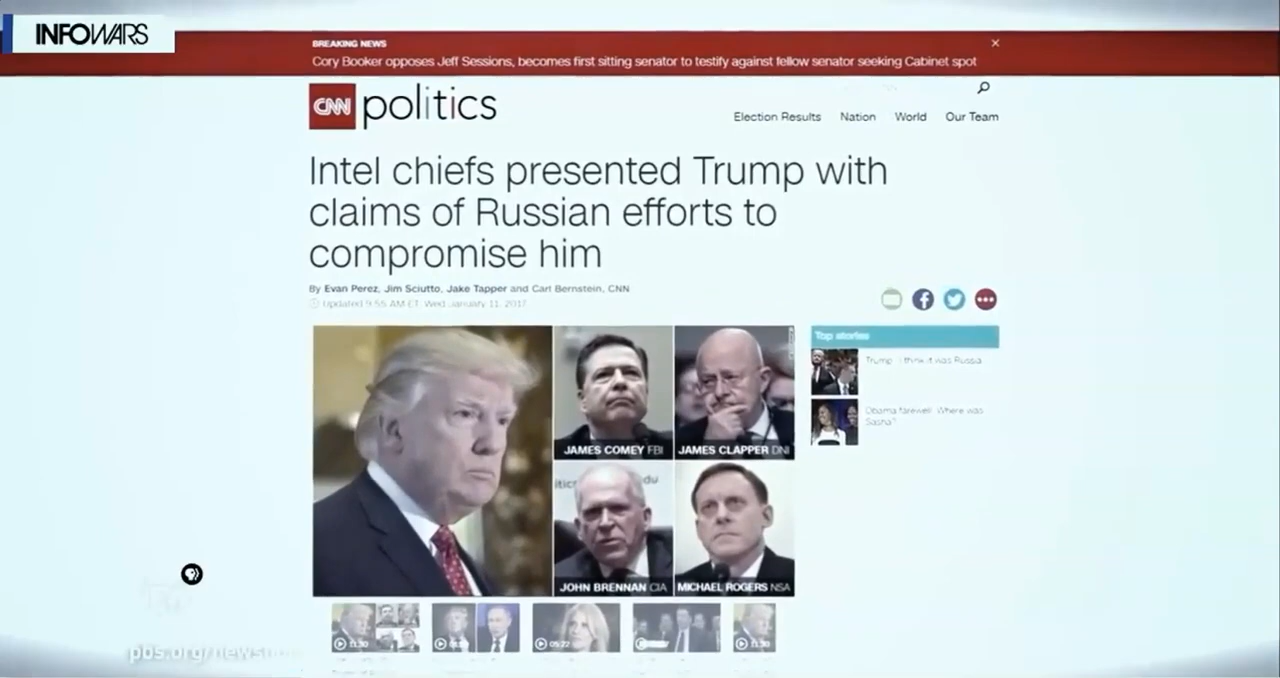 INFOWARS
BREAKING NEWS
Cory Booker opposes Jeff Sessions, becomes first sitting senator to testify against fellow senator seeking Cabinet spot
CNN politics
Election Results Nation World Our Team
Intel chiefs presented Trump with
claims of Russian efforts to
compromise him
By Evan Perez, Jim Sciutto, Jake Tapper and Carl Bernstein, CNN
Updated 9:55 AM ET, Wed January 11, 2017
Top stories
Trump: I think it was Russia
Obama farewell: Where was
Sasha?
JAMES COMEY FBI
JAMES CLAPPER DNI
JOHN BRENNAN CIA
MICHAEL ROGERS NSA
05:22
pbs.org/newsho